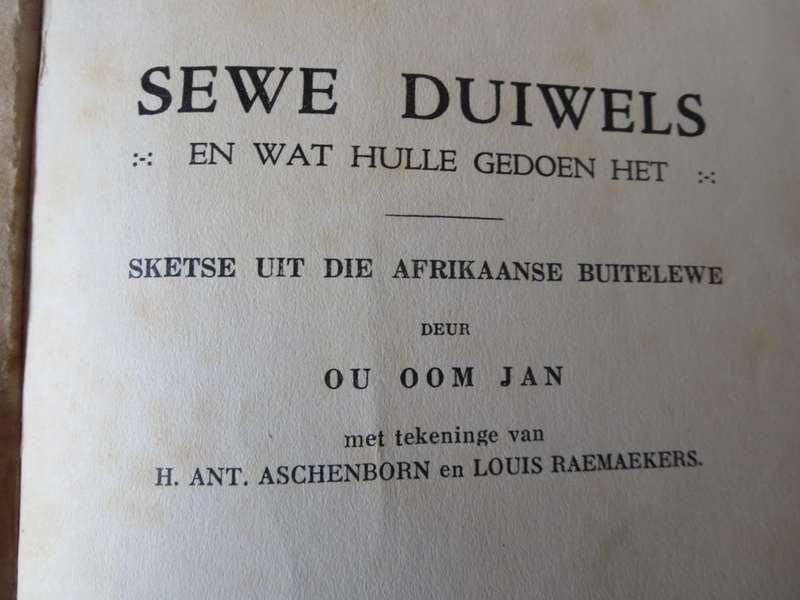 SEWE DUIWELS
:-: EN WAT HULLE GEDOEN HET :-:
SKETSE UIT DIE AFRIKAANSE BUITELEWE
DEUR
OU OOM JAN
met tekeninge van
H. ANT. ASCHENBORN en LOUIS RAEMAEKERS.